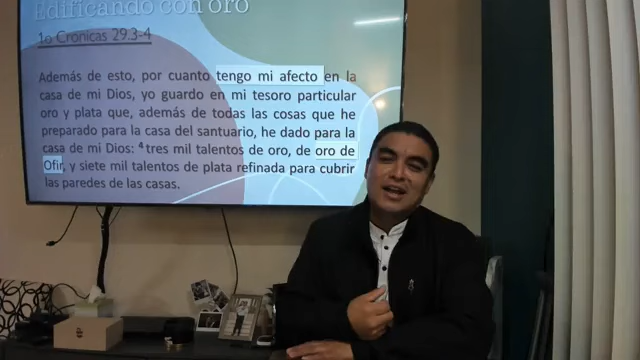 Edificando con oro
1o Cronicas 29.3-4
Además de esto, por cuanto tengo mi afecto en la
casa de mi Dios, yo guardo en mi tesoro particular
oro y plata que, además de todas las cosas que he
preparado para la casa del santuario, he dado para la
casa de mi Dios: ⁴ tres mil talentos de oro, de oro de
Ofir, y siete mil talentos de plata refinada para cubrir
las paredes de las casas.